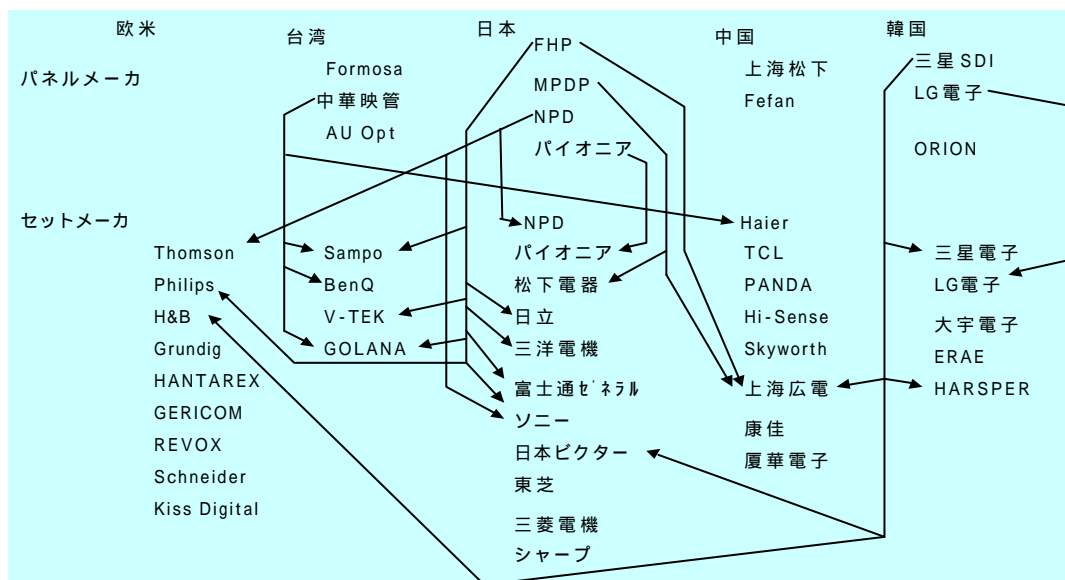 欧米
台湾
日本
中国
韓国
パネルメーカ
Formosa
中華映管
AU Opt
FHP
MPDP
NPD
パイオニア
上海松下
Fefan
三星SDI
LG電子
ORION
セットメーカ
Thomson
Philips
H&B
Grundig
HANTAREX
GERICOM
REVOX
Schneider
Kiss Digital
Sampo
BenQ
V-TEK
GOLANA
NPD
パイオニア
松下電器
日立
三洋電機
富士通ｾﾞﾈﾗﾙ
ソニー
日本ビクター
東芝
三菱電機
シャープ
Haier
TCL
PANDA
Hi-Sense
Skyworth
上海広電
康佳
厦華電子
三星電子
LG電子
大宇電子
ERAE
HARSPER